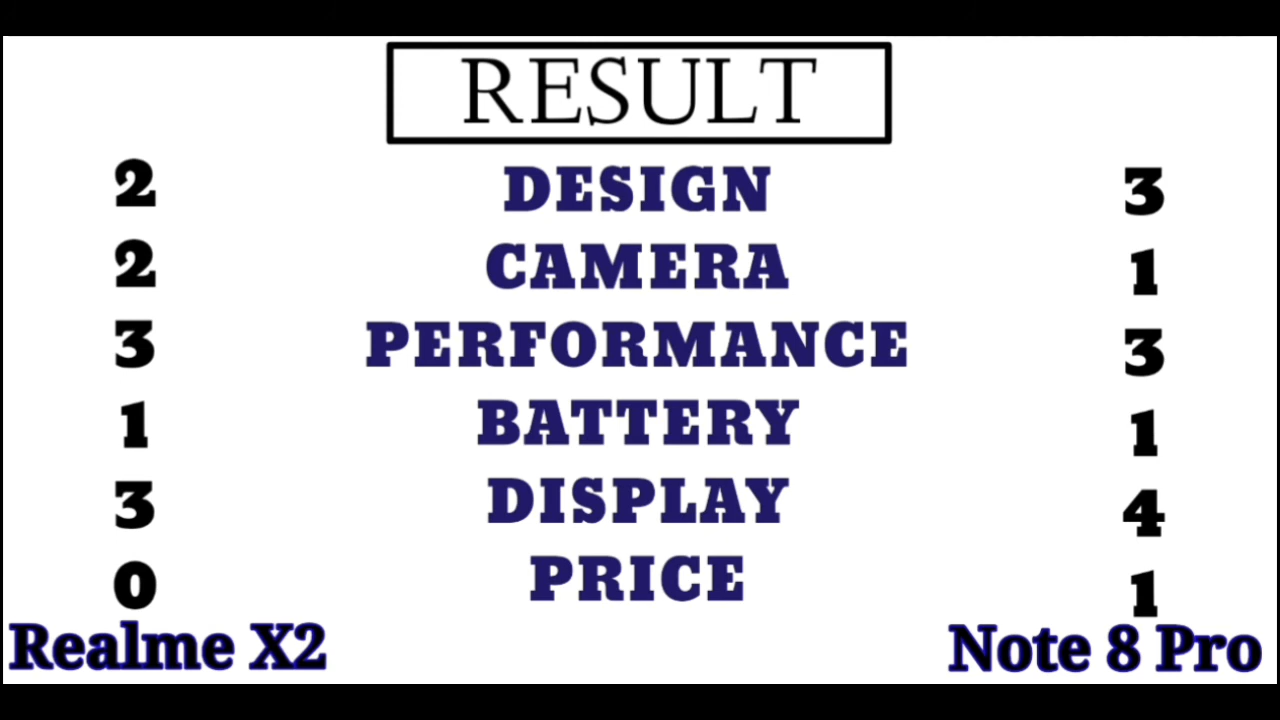 RESULT
2 DESIGN 3
2 CAMERA 1
3 PERFORMANCE 3
1 BATTERY 1
3 DISPLAY 4
0 PRICE 1
Realme X2 Note 8 Pro